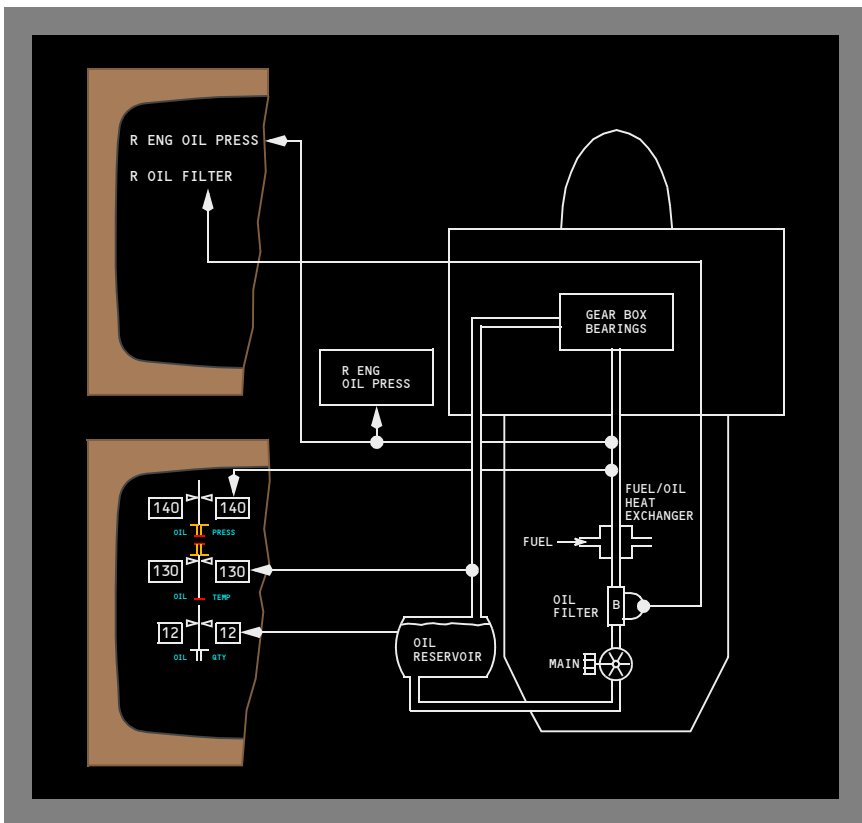 R ENG OIL PRESS
R OIL FILTER
GEAR BOX
BEARINGS
R ENG
OIL PRESS
FUEL/OIL
HEAT
EXCHANGER
FUEL
140 140
OIL PRESS
130 130
OIL TEMP
12 12
OIL QTY
OIL
FILTER
B
OIL
RESERVOIR
MAIN